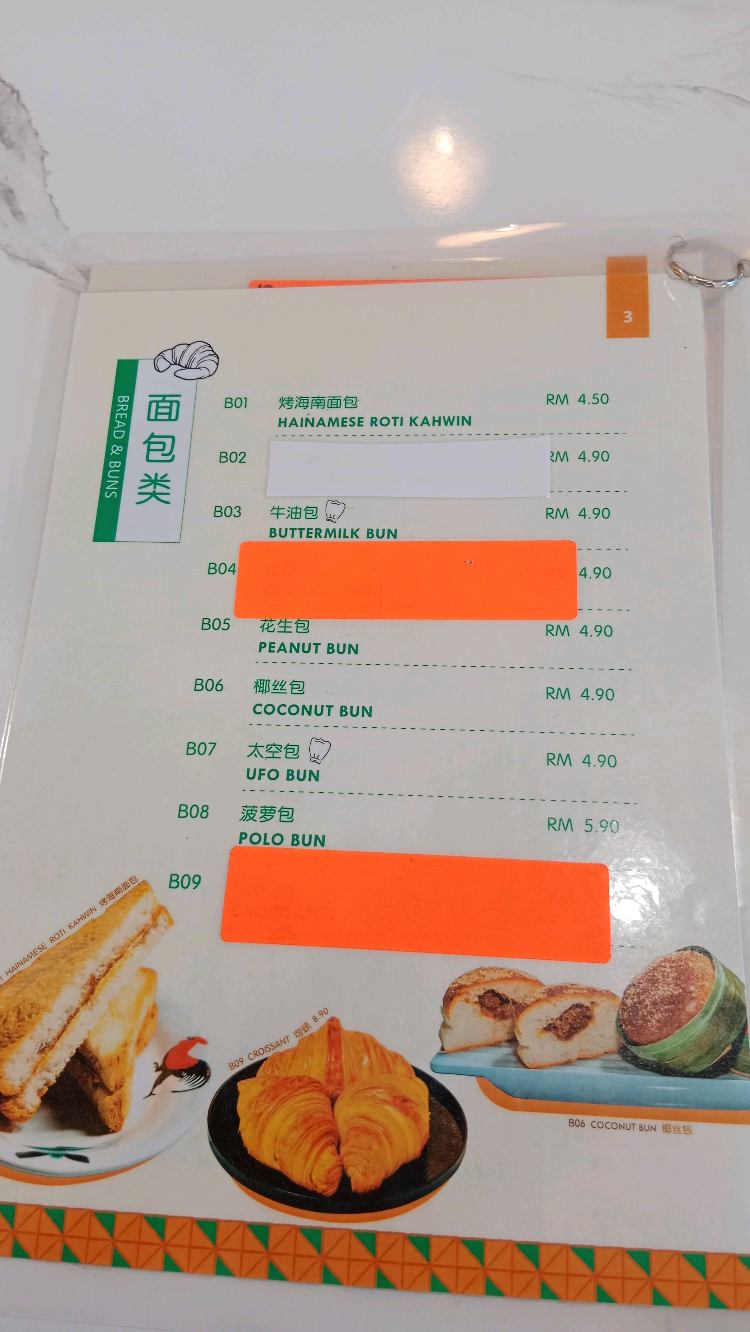 3
面包类
BREAD & BUNS
B01 烤海南面包 RM 4.50
HAINAMESE ROTI KAHWIN
B02 RM 4.90
B03 牛油包 RM 4.90
BUTTERMILK BUN
B04 4.90
B05 花生包 RM 4.90
PEANUT BUN
B06 椰丝包 RM 4.90
COCONUT BUN
B07 太空包 RM 4.90
UFO BUN
B08 菠萝包 RM 5.90
POLO BUN
B09
HAINAMESE ROTI KAHWIN 烤海南面包
B09 CROISSANT 可颂 8.90
B06 COCONUT BUN 椰丝包